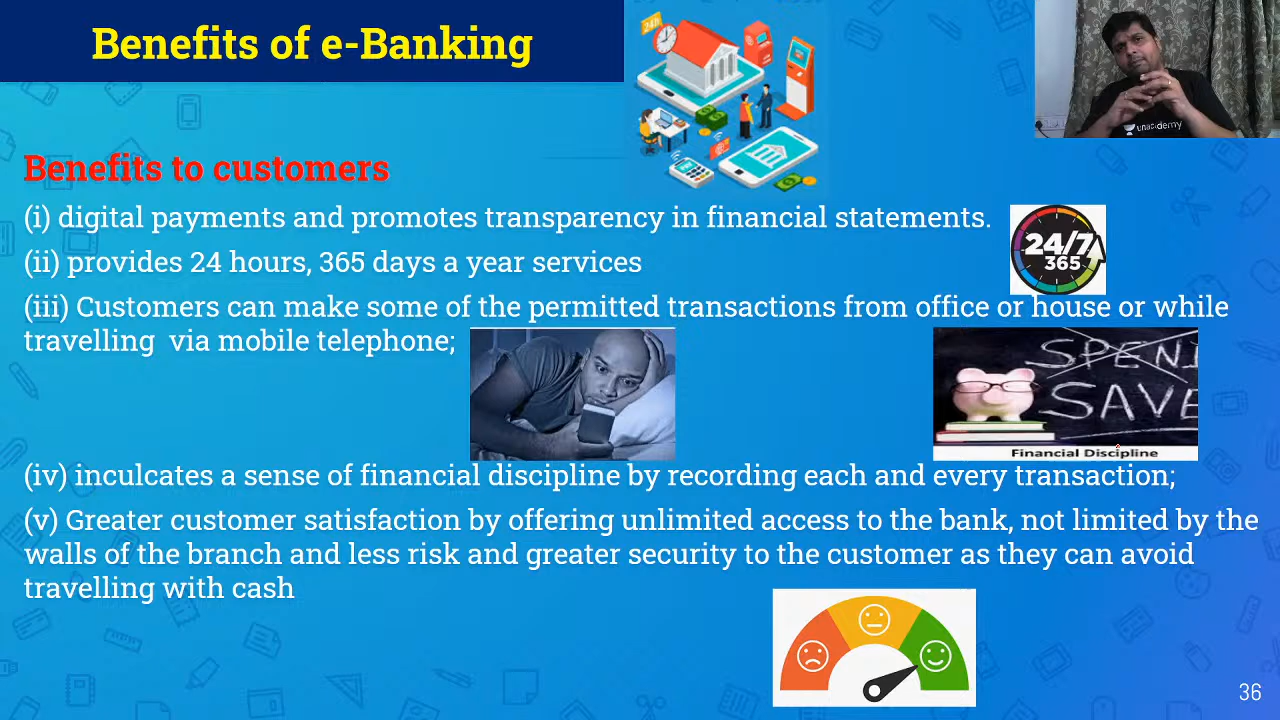 Benefits of e-Banking
24h
unacademy
Benefits to customers
(i) digital payments and promotes transparency in financial statements.
24/7
365
(ii) provides 24 hours, 365 days a year services
(iii) Customers can make some of the permitted transactions from office or house or while
travelling via mobile telephone;
SPEN
SAVE
Financial Discipline
(iv) inculcates a sense of financial discipline by recording each and every transaction;
(v) Greater customer satisfaction by offering unlimited access to the bank, not limited by the
walls of the branch and less risk and greater security to the customer as they can avoid
travelling with cash
36